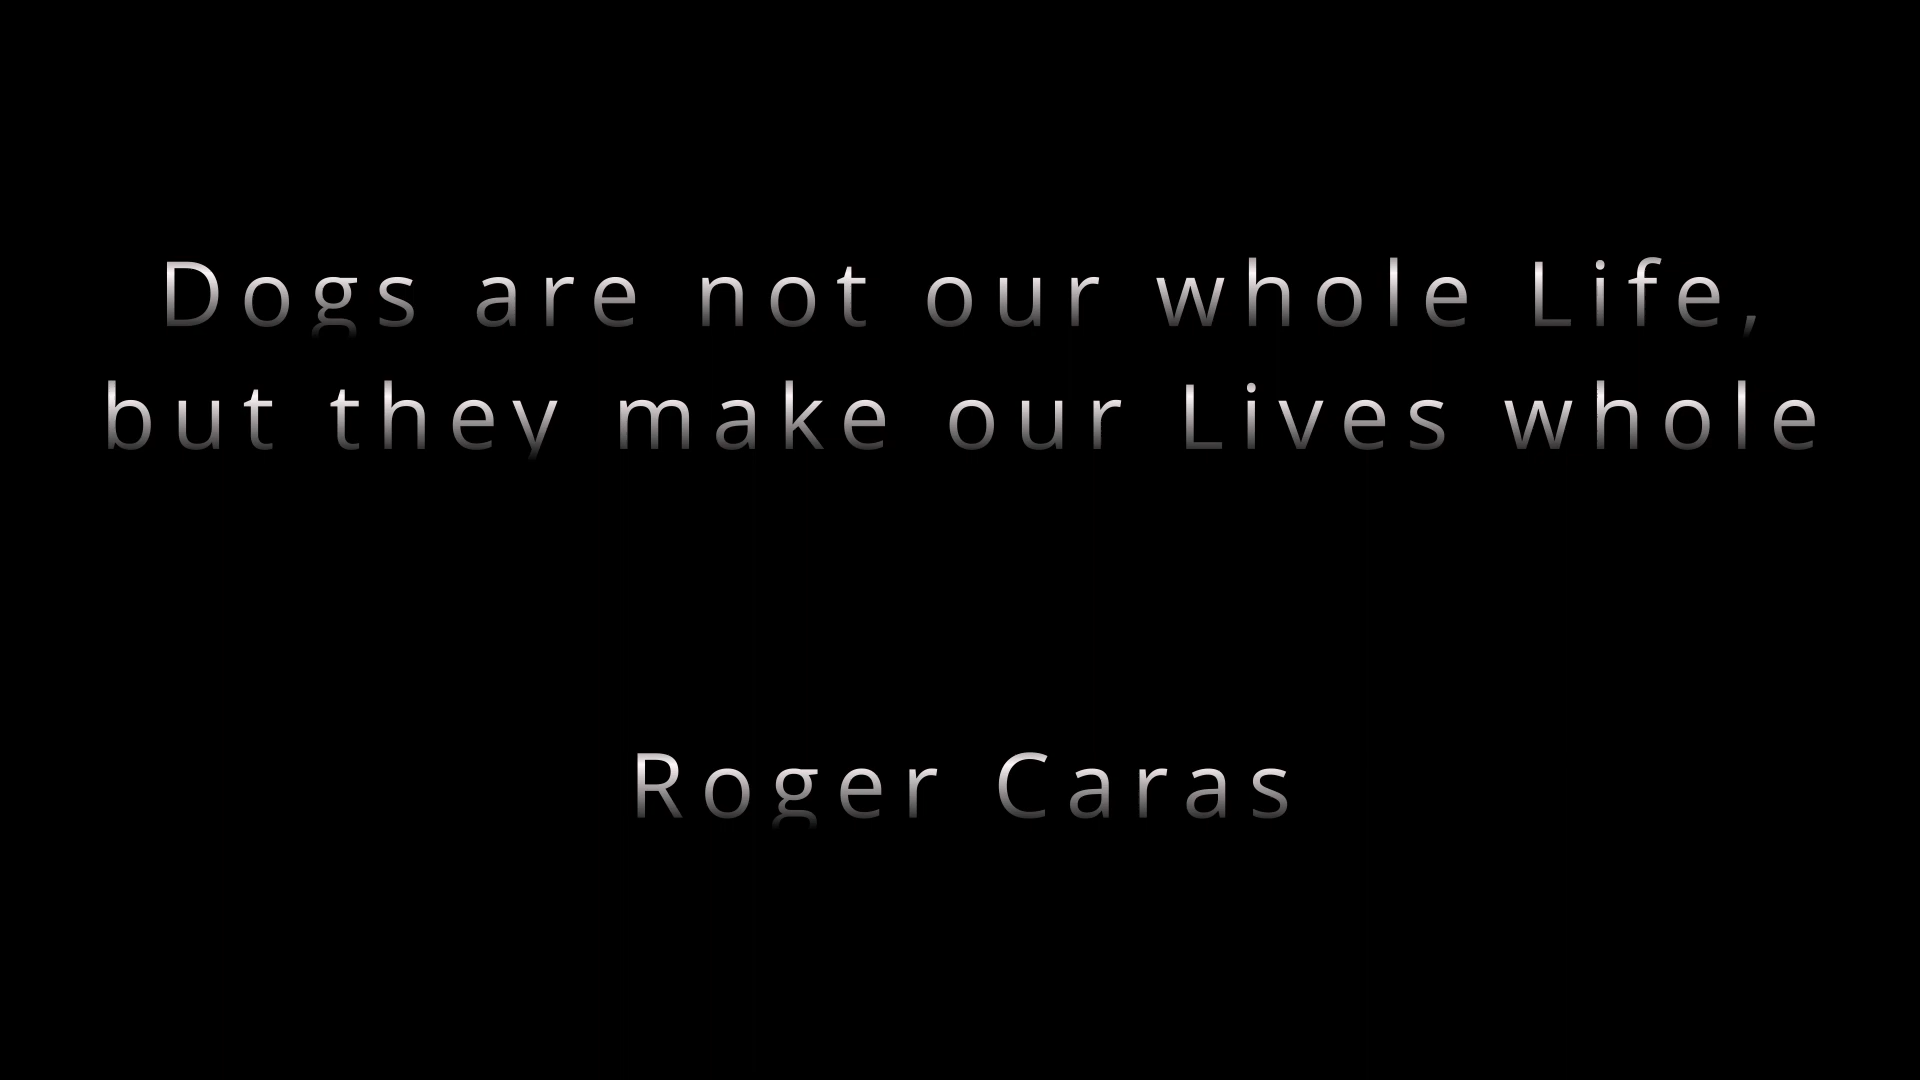 Dogs are not our whole Life,
but they make our Lives whole
Roger Caras